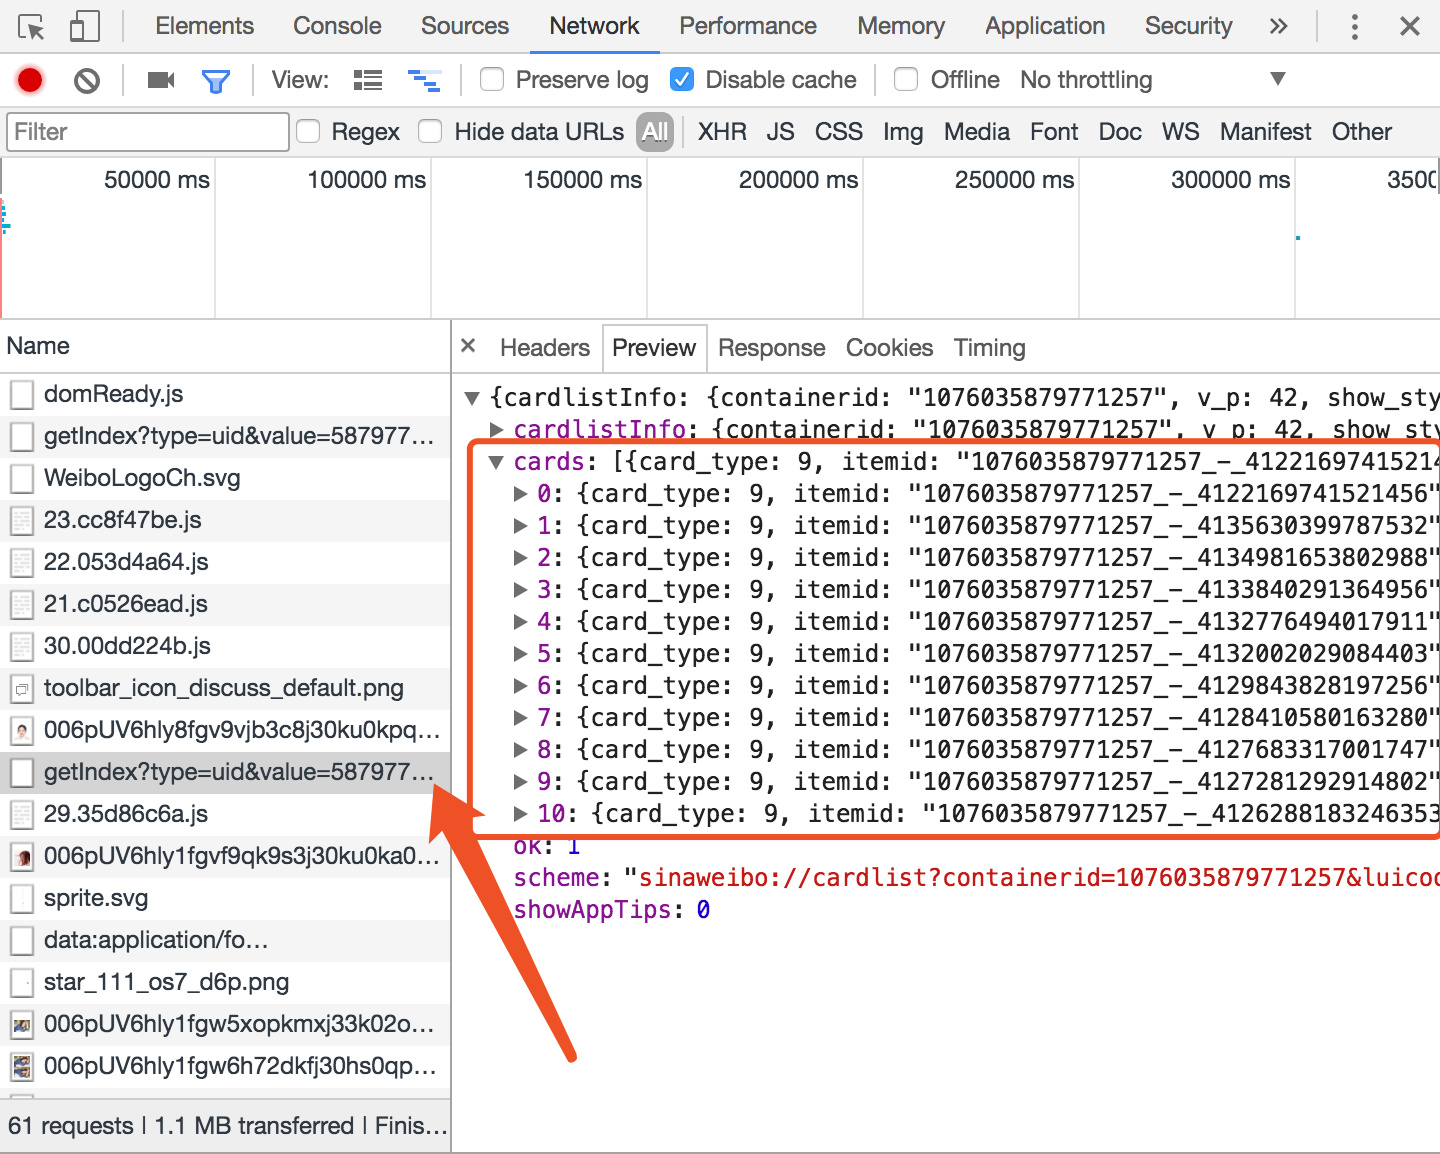 Elements Console Sources Network Performance Memory Application Security »
View: Preserve log Disable cache Offline No throttling
Filter Regex Hide data URLs All XHR JS CSS Img Media Font Doc WS Manifest Other
50000 ms 100000 ms 150000 ms 200000 ms 250000 ms 300000 ms 3500
Name
domReady.js
getIndex?type=uid&value=587977...
WeiboLogoCh.svg
23.cc8f47be.js
22.053d4a64.js
21.c0526ead.js
30.00dd224b.js
toolbar_icon_discuss_default.png
006pUV6hly8fgv9vjb3c8j30ku0kpq...
getIndex?type=uid&value=587977...
29.35d86c6a.js
006pUV6hly1fgvf9qk9s3j30ku0ka0...
sprite.svg
data:application/fo...
star_111_os7_d6p.png
006pUV6hly1fgw5xopkmxj33k02o...
006pUV6hly1fgw6h72dkfj30hs0qp...
61 requests | 1.1 MB transferred | Finis...
× Headers Preview Response Cookies Timing
{cardlistInfo: {containerid: "1076035879771257", v_p: 42, show_sty
cardlistInfo: {containerid: "1076035879771257", v_p: 42, show_sty
cards: [{card_type: 9, itemid: "1076035879771257_-_41221697415214
0: {card_type: 9, itemid: "1076035879771257_-_4122169741521456"
1: {card_type: 9, itemid: "1076035879771257_-_4135630399787532"
2: {card_type: 9, itemid: "1076035879771257_-_4134981653802988"
3: {card_type: 9, itemid: "1076035879771257_-_4133840291364956"
4: {card_type: 9, itemid: "1076035879771257_-_4132776494017911"
5: {card_type: 9, itemid: "1076035879771257_-_4132002029084403"
6: {card_type: 9, itemid: "1076035879771257_-_4129843828197256"
7: {card_type: 9, itemid: "1076035879771257_-_4128410580163280"
8: {card_type: 9, itemid: "1076035879771257_-_4127683317001747"
9: {card_type: 9, itemid: "1076035879771257_-_4127281292914802"
10: {card_type: 9, itemid: "1076035879771257_-_4126288183246353
ok: 1
scheme: "sinaweibo://cardlist?containerid=1076035879771257&luicod
showAppTips: 0